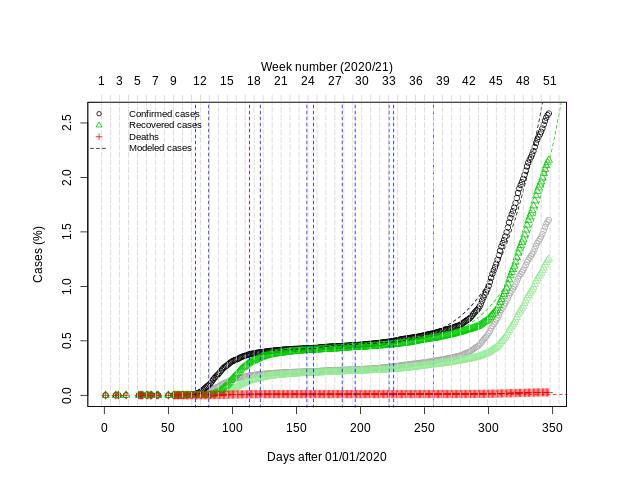 Week number (2020/21)
1 3 5 7 9 12 15 18 21 24 27 30 33 36 39 42 45 48 51
Confirmed cases
Recovered cases
Deaths
Modeled cases
Cases (%)
2.5
2.0
1.5
1.0
0.5
0.0
0 50 100 150 200 250 300 350
Days after 01/01/2020